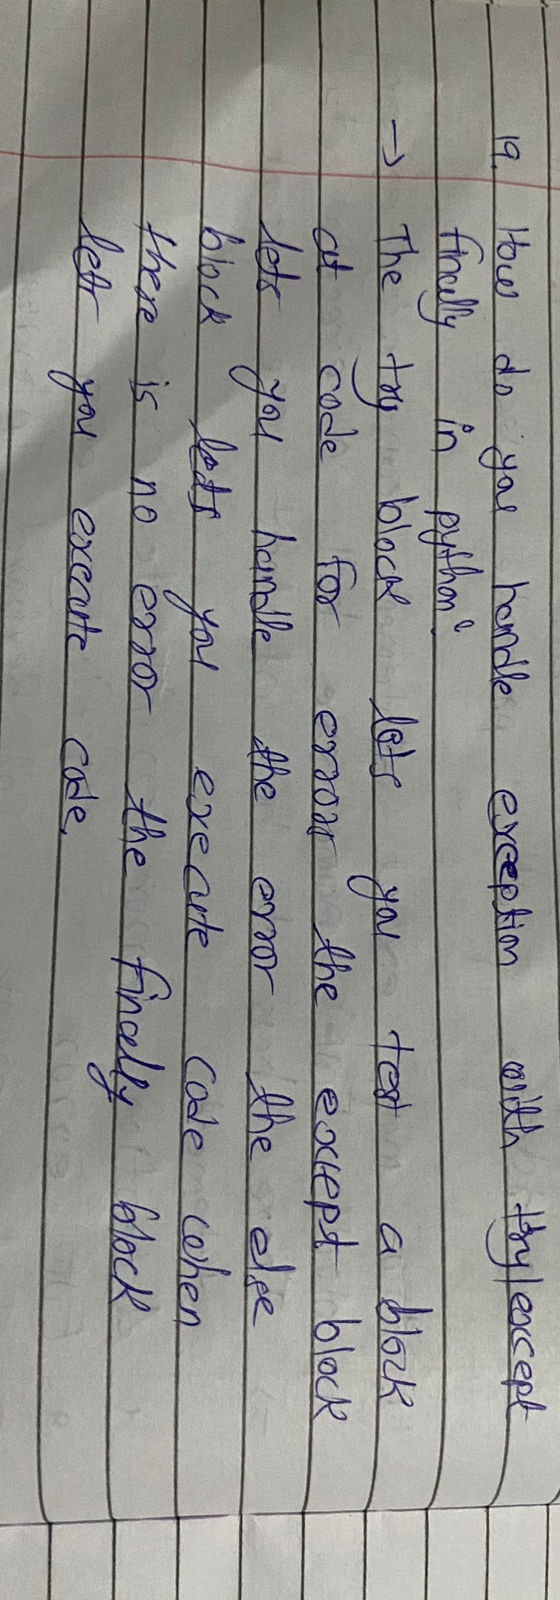 19. How do you handle exception with try/except
finally in python?
→ The try block lets you test a block
at code for error the except block
lets you handle the error the else
block lets you execute code when
there is no error the finally block
lets you execute code.